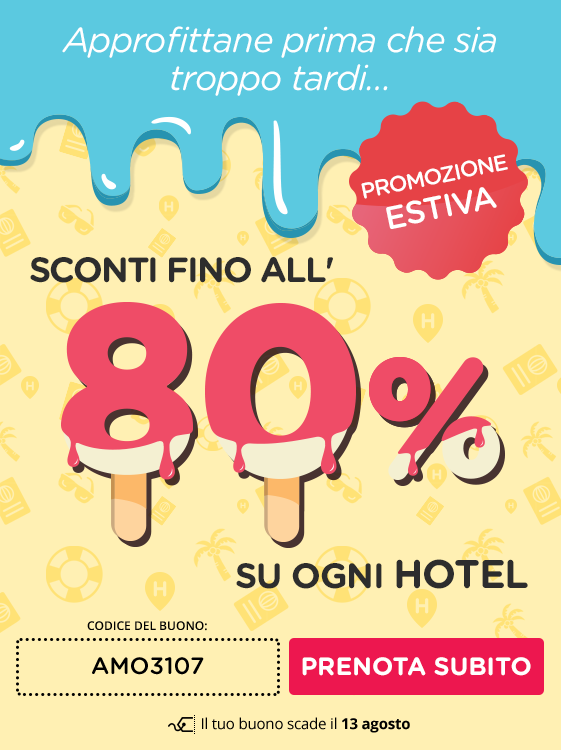 Approfittane prima che sia
troppo tardi...
PROMOZIONE
ESTIVA
SCONTI FINO ALL'
80%
SU OGNI HOTEL
CODICE DEL BUONO:
AMO3107
PRENOTA SUBITO
Il tuo buono scade il 13 agosto